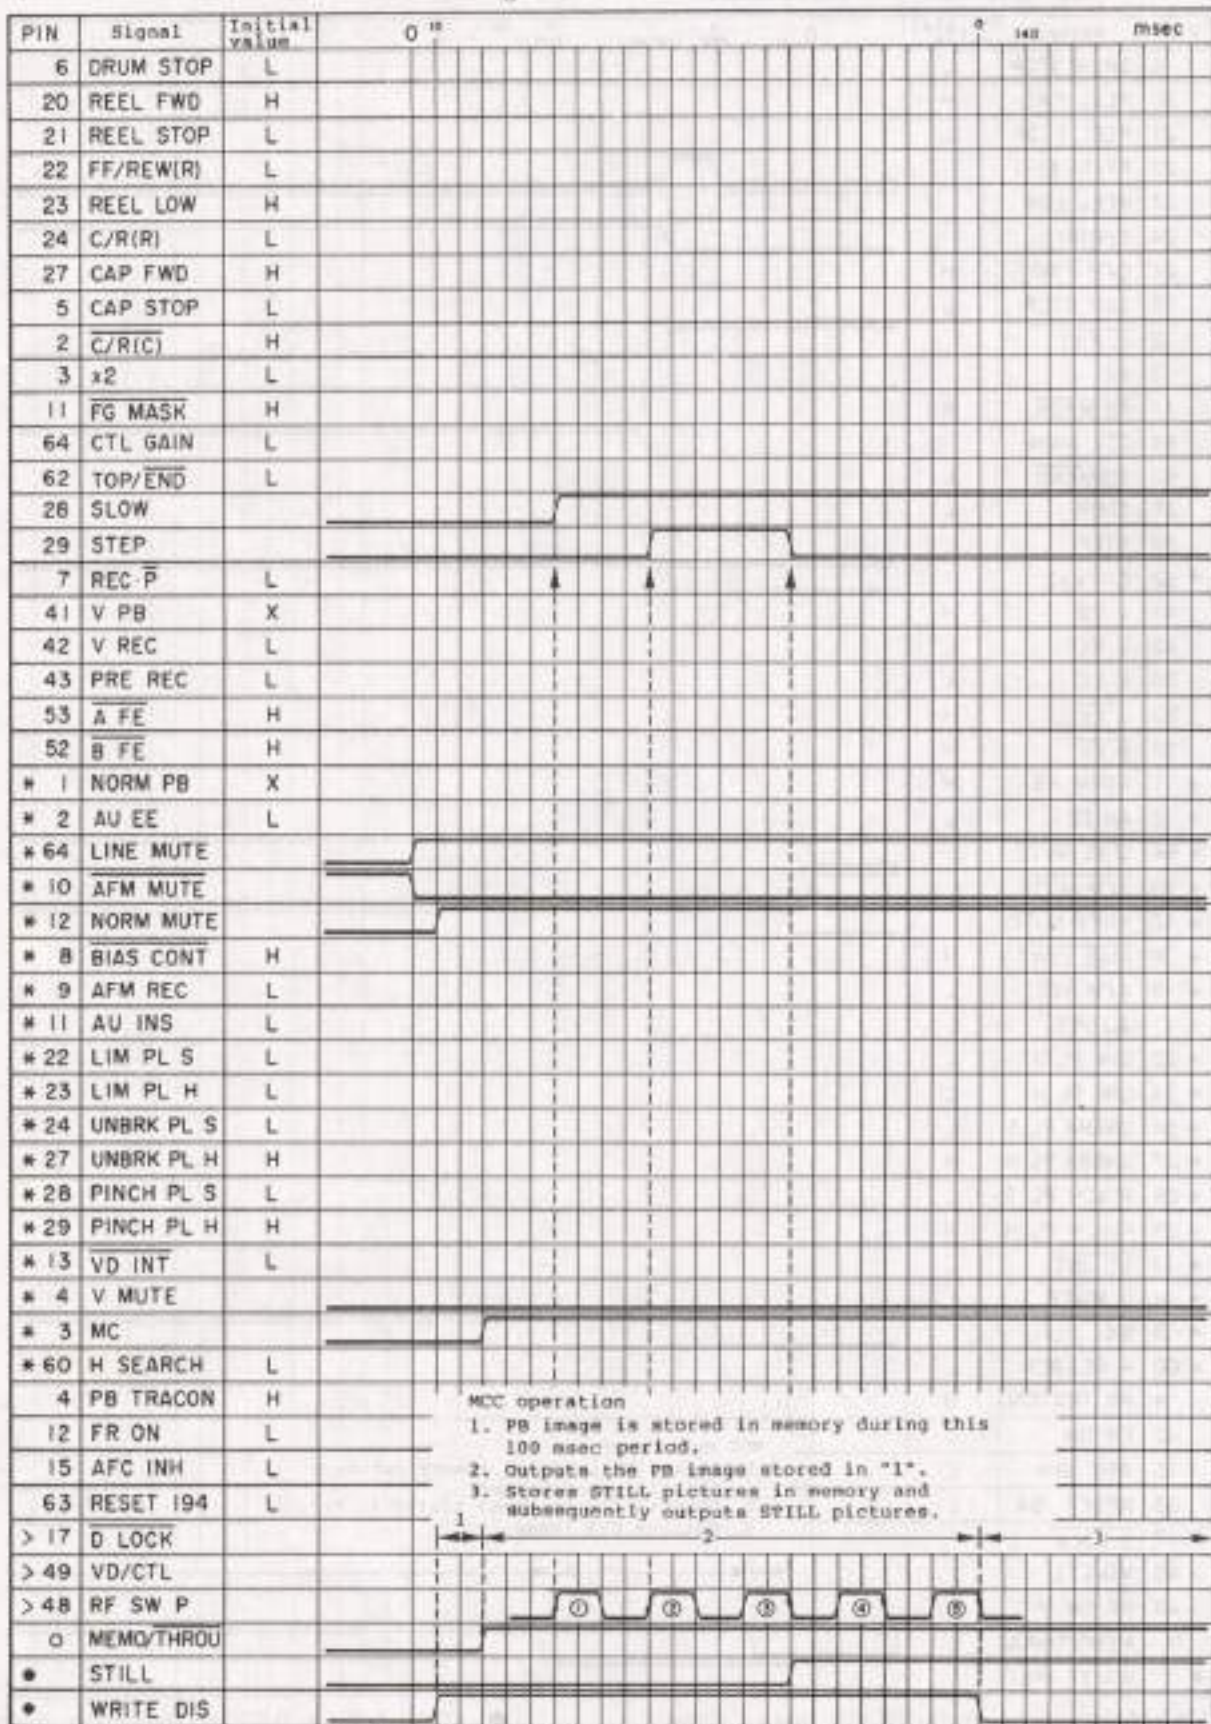 PIN Signal Initial value 0 10 0 140 msec
6 DRUM STOP L
20 REEL FWD H
21 REEL STOP L
22 FF/REW(R) L
23 REEL LOW H
24 C/R(R) L
27 CAP FWD H
5 CAP STOP L
2 C/R(C) H
3 x2 L
11 FG MASK H
64 CTL GAIN L
62 TOP/END L
28 SLOW
29 STEP
7 REC P L
41 V PB X
42 V REC L
43 PRE REC L
53 A FE H
52 B FE H
* 1 NORM PB X
* 2 AU EE L
* 64 LINE MUTE
* 10 AFM MUTE
* 12 NORM MUTE
* 8 BIAS CONT H
* 9 AFM REC L
* 11 AU INS L
* 22 LIM PL S L
* 23 LIM PL H L
* 24 UNBRK PL S L
* 27 UNBRK PL H H
* 28 PINCH PL S L
* 29 PINCH PL H H
* 13 VD INT L
* 4 V MUTE
* 3 MC
* 60 H SEARCH L
4 PB TRACON H
12 FR ON L
15 AFC INH L
63 RESET 194 L
MCC operation
1. PB image is stored in memory during this
100 msec period.
2. Outputs the PB image stored in "1".
3. Stores STILL pictures in memory and
subsequently outputs STILL pictures.
> 17 D LOCK 1 2 3
> 49 VD/CTL
> 48 RF SW P ① ② ③ ④ ⑤
O MEMO/THROU
● STILL
● WRITE DIS